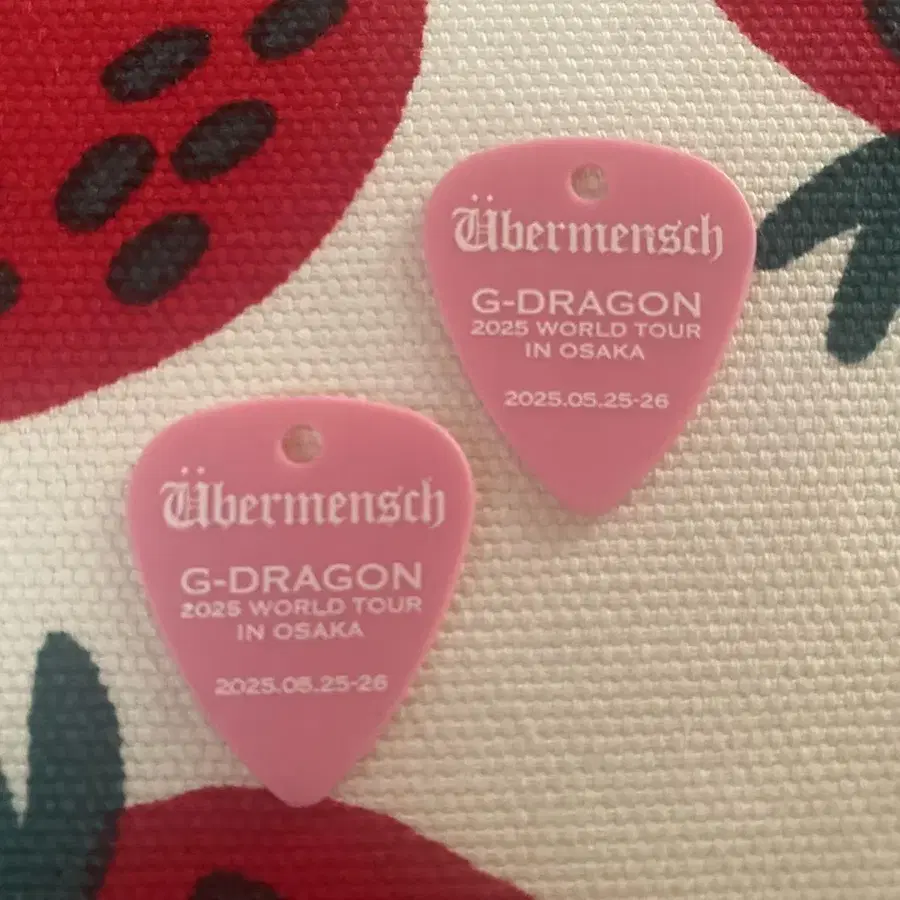 Übermensch
G-DRAGON
2025 WORLD TOUR
IN OSAKA
2025.05.25-26
Übermensch
G-DRAGON
2025 WORLD TOUR
IN OSAKA
2025.05.25-26